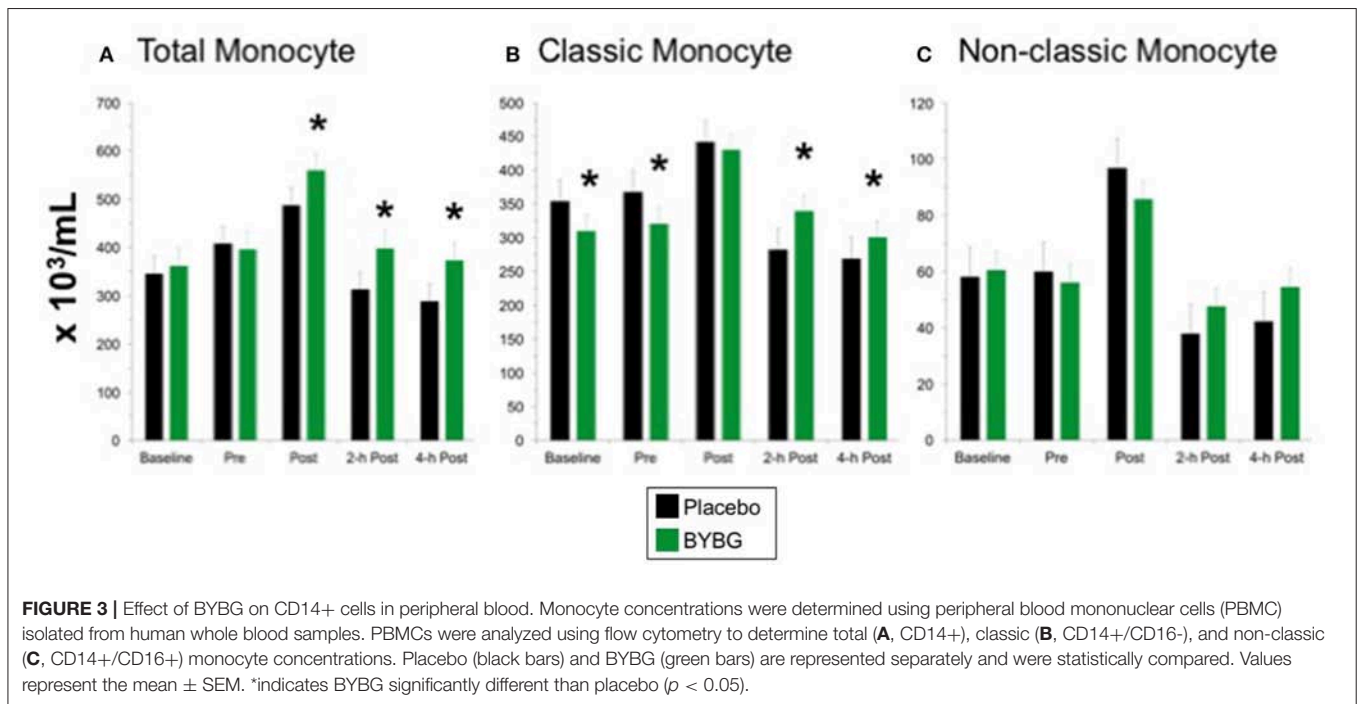 A Total Monocyte
B Classic Monocyte
C Non-classic Monocyte
x 10³/mL
700
600
500
400
300
200
100
0
Baseline Pre Post 2-h Post 4-h Post
*
*
*
500
450
400
350
300
250
200
150
100
50
0
Baseline Pre Post 2-h Post 4-h Post
*
*
*
*
120
100
80
60
40
20
0
Baseline Pre Post 2-h Post 4-h Post
Placebo
BYBG
FIGURE 3 | Effect of BYBG on CD14+ cells in peripheral blood. Monocyte concentrations were determined using peripheral blood mononuclear cells (PBMC)
isolated from human whole blood samples. PBMCs were analyzed using flow cytometry to determine total (A, CD14+), classic (B, CD14+/CD16-), and non-classic
(C, CD14+/CD16+) monocyte concentrations. Placebo (black bars) and BYBG (green bars) are represented separately and were statistically compared. Values
represent the mean ± SEM. *indicates BYBG significantly different than placebo (p < 0.05).